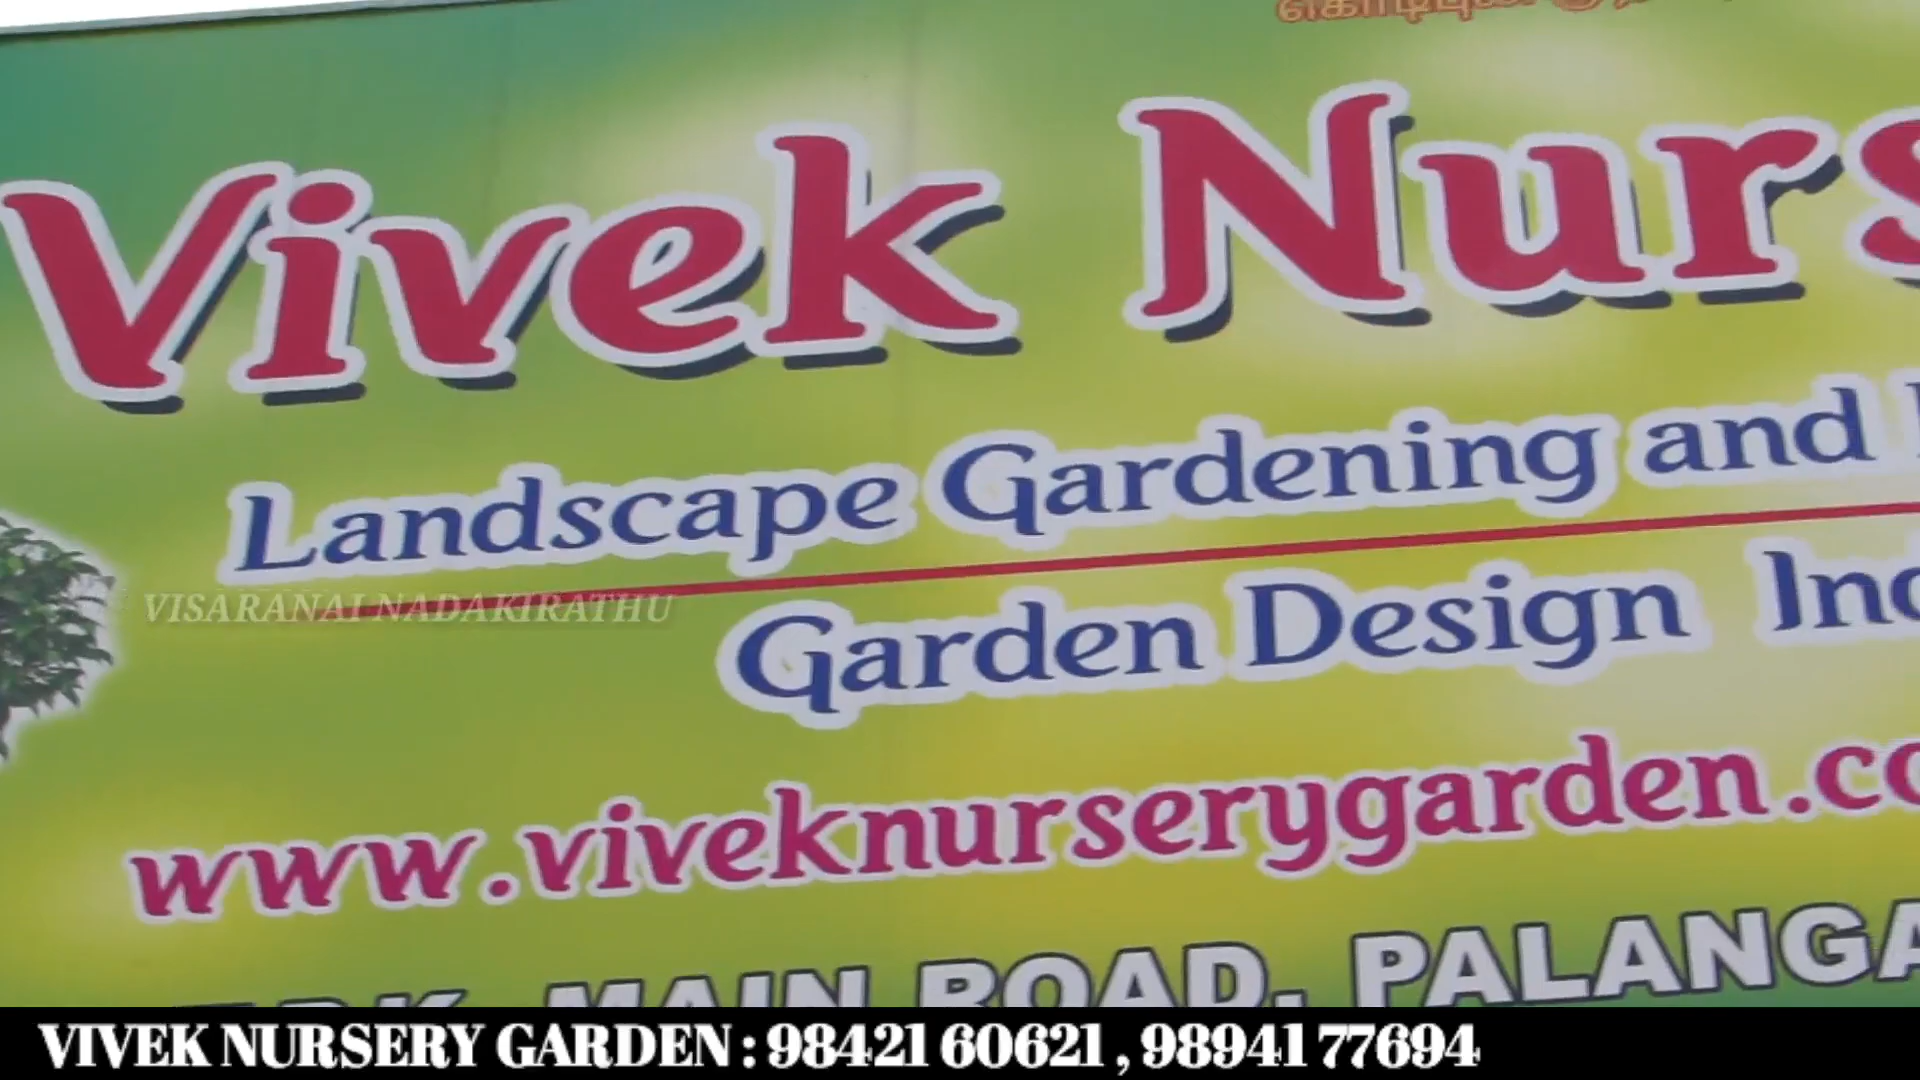 Vivek Nurs
Landscape Gardening and
Garden Design
VISARANAI NADAKIRATHU
www.viveknurserygarden.co
MAIN ROAD, PALANGA
VIVEK NURSERY GARDEN : 98421 60621 , 98941 77694